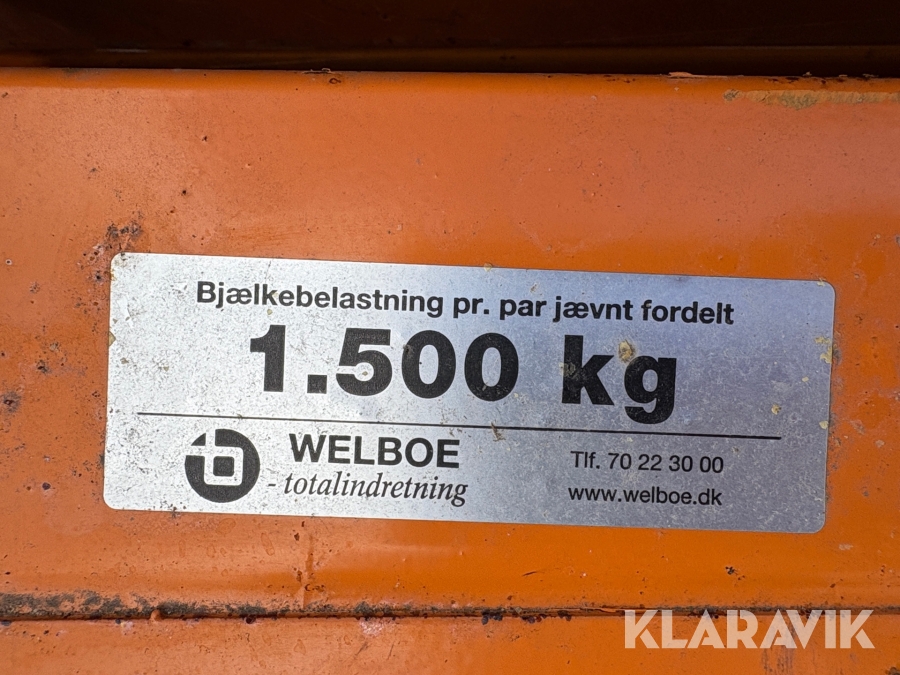 Bjælkebelastning pr. par jævnt fordelt
1.500 kg
WELBOE
- totalindretning
Tlf. 70 22 30 00
www.welboe.dk
KLARAVIK